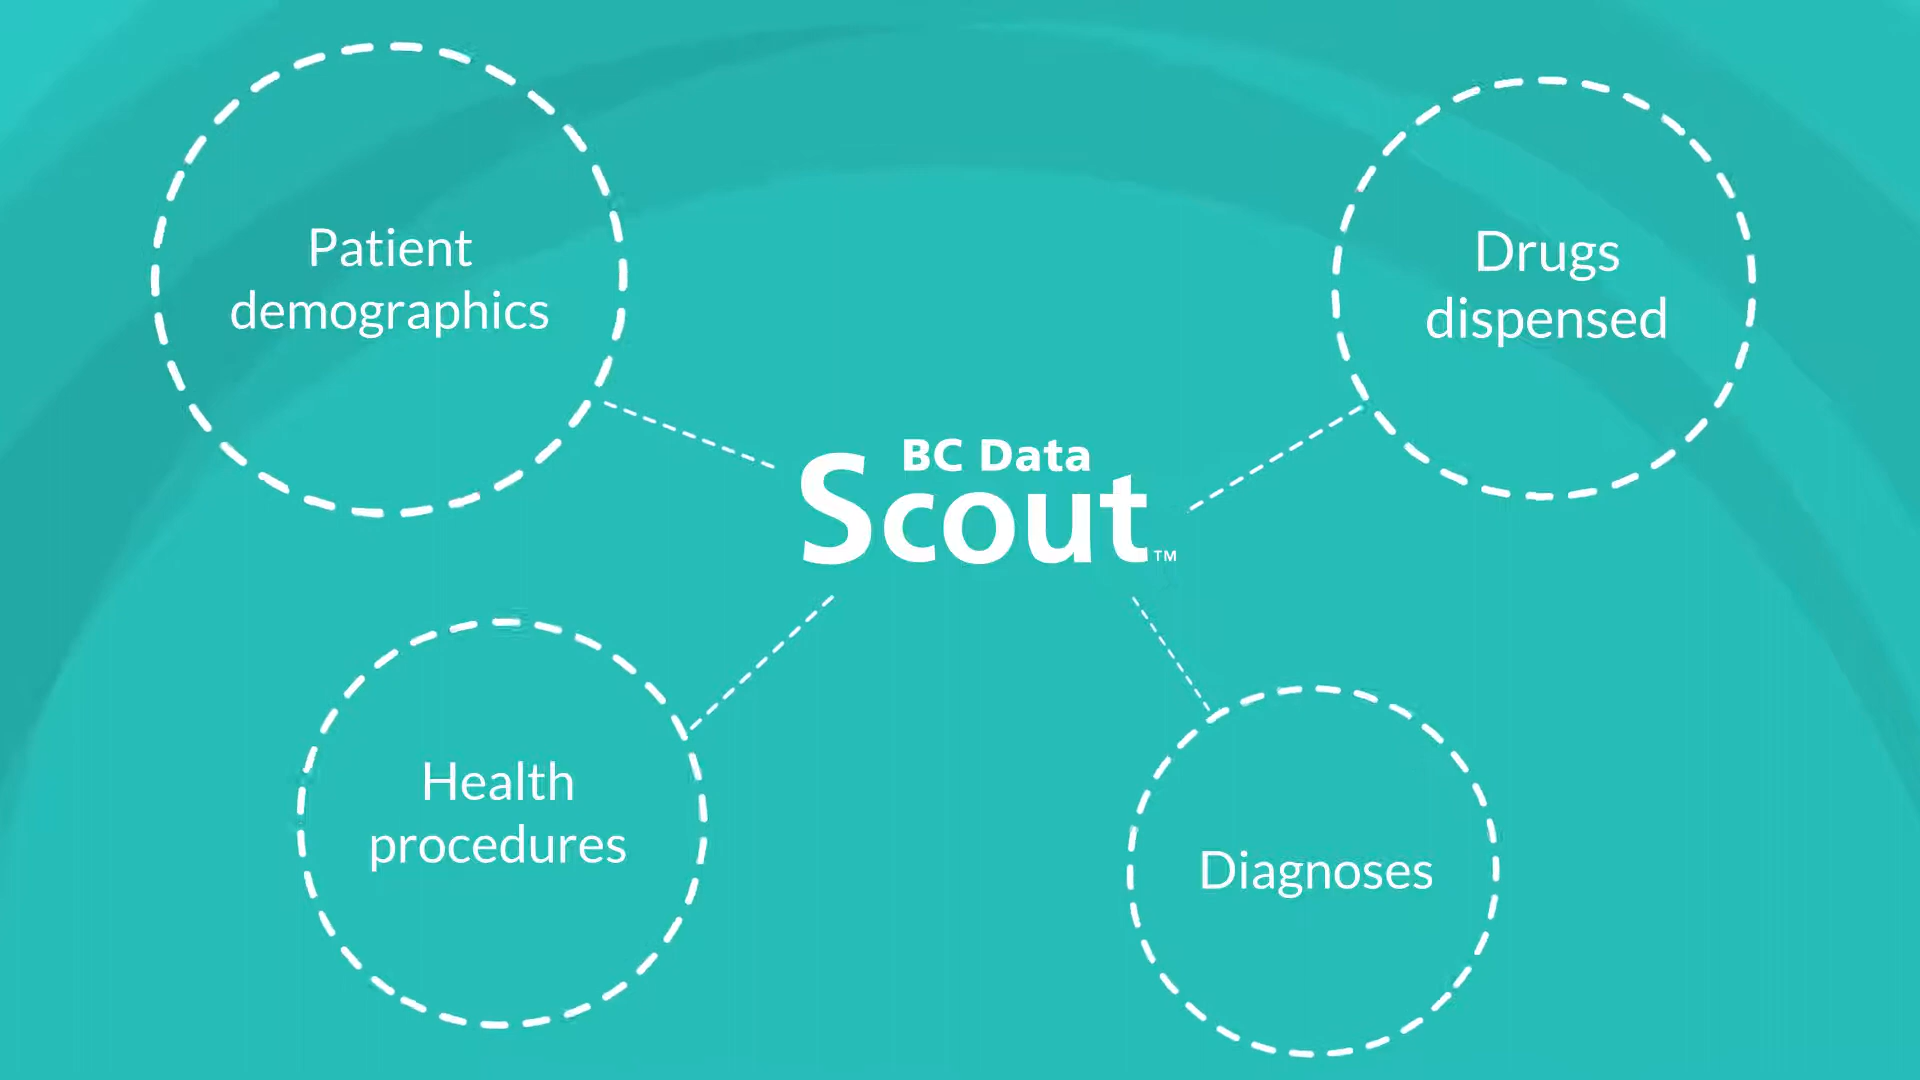 Patient
demographics
Drugs
dispensed
BC Data
Scout™
Health
procedures
Diagnoses